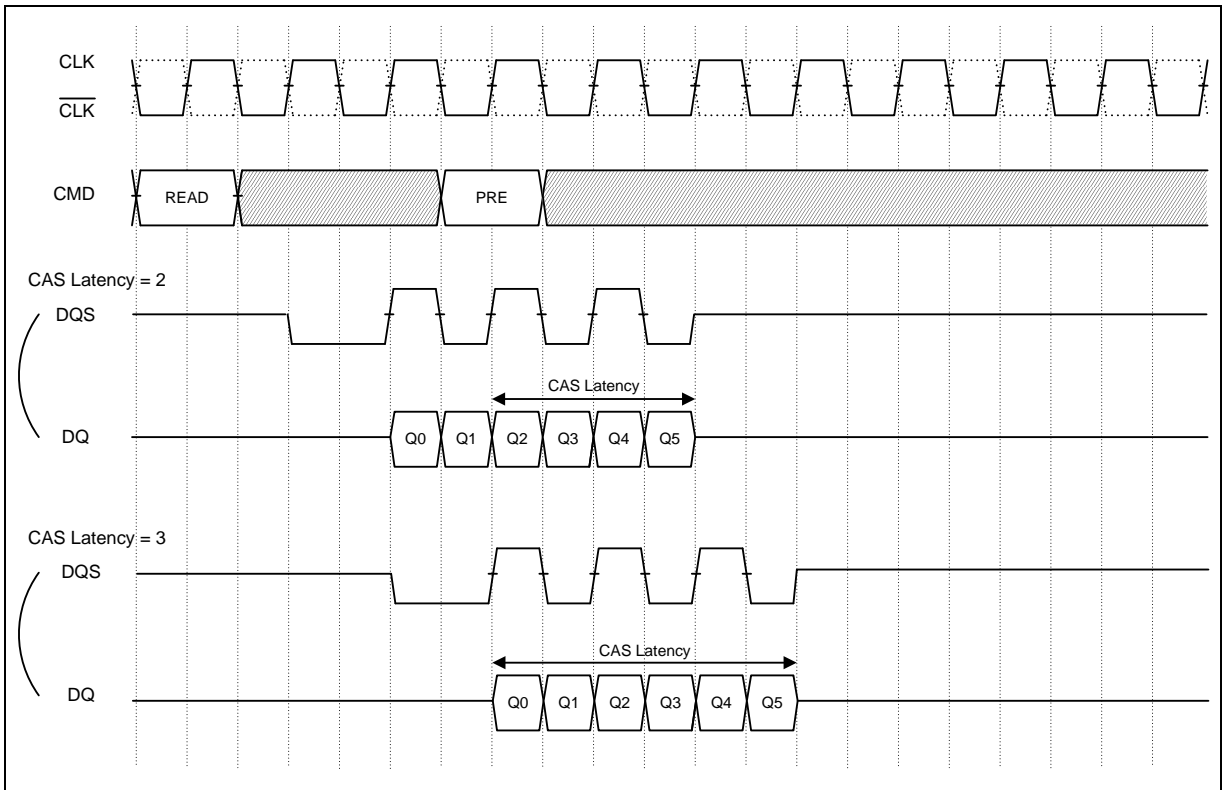 CLK
CLK
CMD
READ
PRE
CAS Latency = 2
DQS
CAS Latency
DQ
Q0 Q1 Q2 Q3 Q4 Q5
CAS Latency = 3
DQS
CAS Latency
DQ
Q0 Q1 Q2 Q3 Q4 Q5